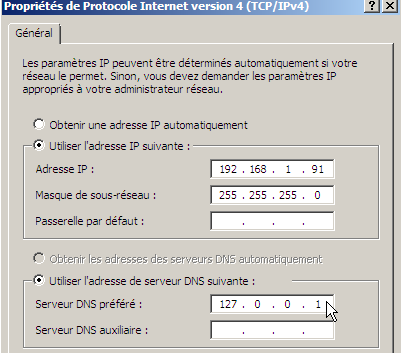 Propriétés de Protocole Internet version 4 (TCP/IPv4)
Général
Les paramètres IP peuvent être déterminés automatiquement si votre
réseau le permet. Sinon, vous devez demander les paramètres IP
appropriés à votre administrateur réseau.
Obtenir une adresse IP automatiquement
Utiliser l'adresse IP suivante :
Adresse IP : 192 . 168 . 1 . 91
Masque de sous-réseau : 255 . 255 . 255 . 0
Passerelle par défaut : . . .
Obtenir les adresses des serveurs DNS automatiquement
Utiliser l'adresse de serveur DNS suivante :
Serveur DNS préféré : 127 . 0 . 0 . 1
Serveur DNS auxiliaire : . . .